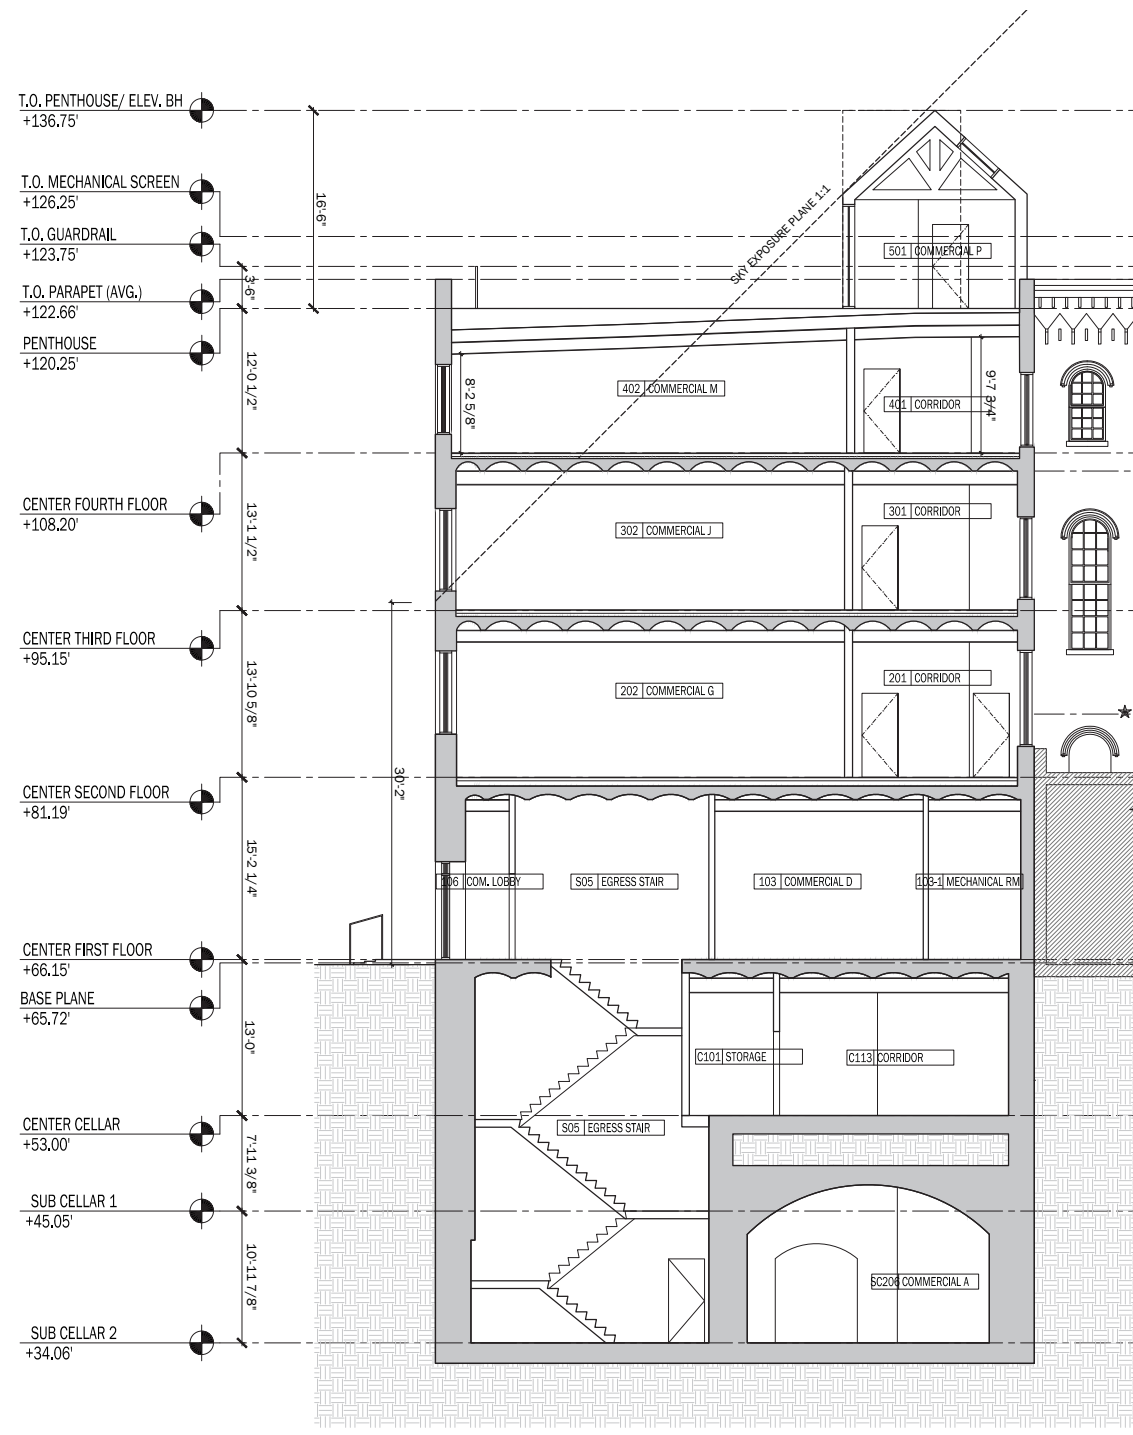 T.O. PENTHOUSE/ ELEV. BH
+136.75'
T.O. MECHANICAL SCREEN
+126.25'
T.O. GUARDRAIL
+123.75'
T.O. PARAPET (AVG.)
+122.66'
PENTHOUSE
+120.25'
CENTER FOURTH FLOOR
+108.20'
CENTER THIRD FLOOR
+95.15'
CENTER SECOND FLOOR
+81.19'
CENTER FIRST FLOOR
+66.15'
BASE PLANE
+65.72'
CENTER CELLAR
+53.00'
SUB CELLAR 1
+45.05'
SUB CELLAR 2
+34.06'
16'-6"
3'-6"
12'-0 1/2"
13'-1 1/2"
13'-10 5/8"
15'-2 1/4"
13'-0"
7'-11 3/8"
10'-11 7/8"
30'-2"
SKY EXPOSURE PLANE 1:1
501 COMMERCIAL P
8'-2 5/8"
9'-7 3/4"
402 COMMERCIAL M
401 CORRIDOR
302 COMMERCIAL J
301 CORRIDOR
202 COMMERCIAL G
201 CORRIDOR
106 COM. LOBBY
S05 EGRESS STAIR
103 COMMERCIAL D
103-1 MECHANICAL RM
C101 STORAGE
C113 CORRIDOR
S05 EGRESS STAIR
SC206 COMMERCIAL A